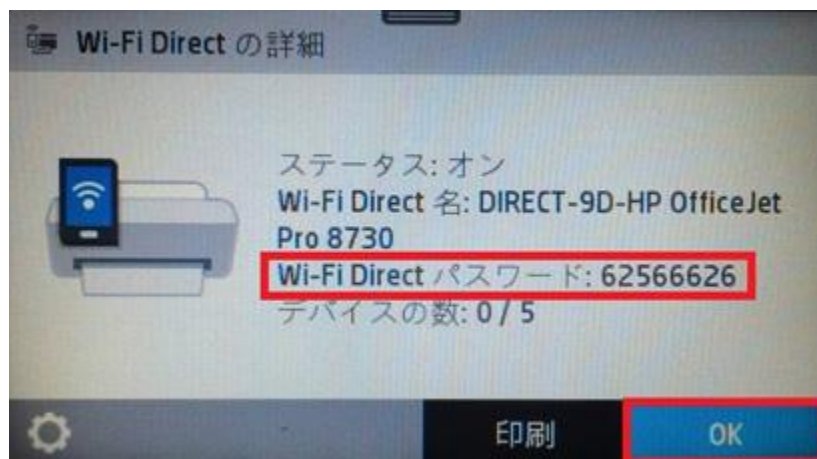 Wi-Fi Direct の詳細
ステータス: オン
Wi-Fi Direct 名: DIRECT-9D-HP OfficeJet
Pro 8730
Wi-Fi Direct パスワード: 62566626
デバイスの数: 0 / 5
印刷
OK